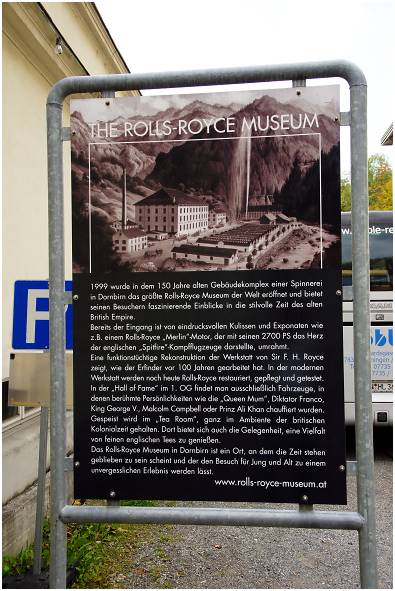 THE ROLLS-ROYCE MUSEUM
1999 wurde in dem 150 Jahre alten Gebäudekomplex einer Spinnerei
in Dornbirn das größte Rolls-Royce Museum der Welt eröffnet und bietet
seinen Besuchern faszinierende Einblicke in die stilvolle Zeit des alten
British Empire.
Bereits der Eingang ist von eindrucksvollen Kulissen und Exponaten wie
z.B. einem Rolls-Royce „Merlin"-Motor, der mit seinen 2700 PS das Herz
der englischen „Spitfire"-Kampfflugzeuge darstellte, umrahmt.
Eine funktionstüchtige Rekonstruktion der Werkstatt von Sir F. H. Royce
zeigt, wie der Erfinder vor 100 Jahren gearbeitet hat. In der modernen
Werkstatt werden noch heute Rolls-Royce restauriert, gepflegt und getestet.
In der „Hall of Fame" im 1. OG findet man ausschließlich Fahrzeuge, in
denen berühmte Persönlichkeiten wie die „Queen Mum", Diktator Franco,
King George V., Malcolm Campbell oder Prinz Ali Khan chauffiert wurden.
Gespeist wird im „Tea Room", ganz im Ambiente der britischen
Kolonialzeit gehalten. Dort bietet sich auch die Gelegenheit, eine Vielfalt
von feinen englischen Tees zu genießen.
Das Rolls-Royce Museum in Dornbirn ist ein Ort, an dem die Zeit stehen
geblieben zu sein scheint und der den Besuch für Jung und Alt zu einem
unvergesslichen Erlebnis werden lässt.
www.rolls-royce-museum.at
P